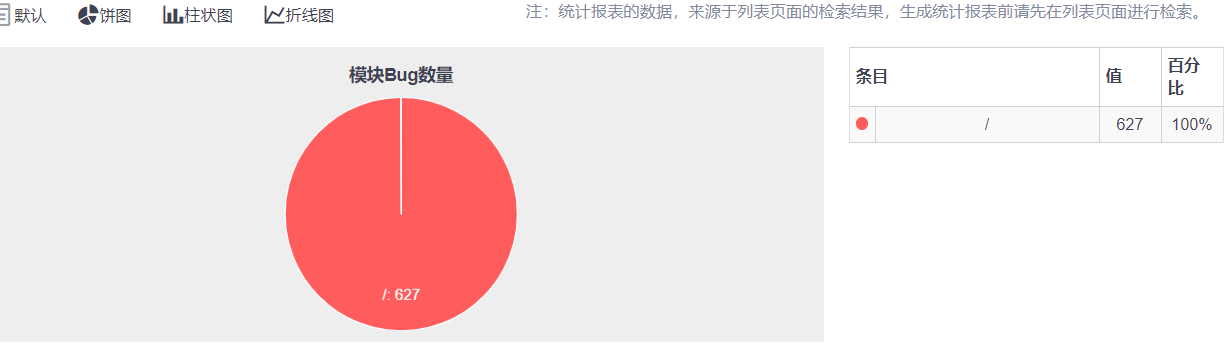 默认 饼图 柱状图 折线图
注：统计报表的数据，来源于列表页面的检索结果，生成统计报表前请先在列表页面进行检索。
模块Bug数量
/: 627
条目 值 百分比
/ 627 100%